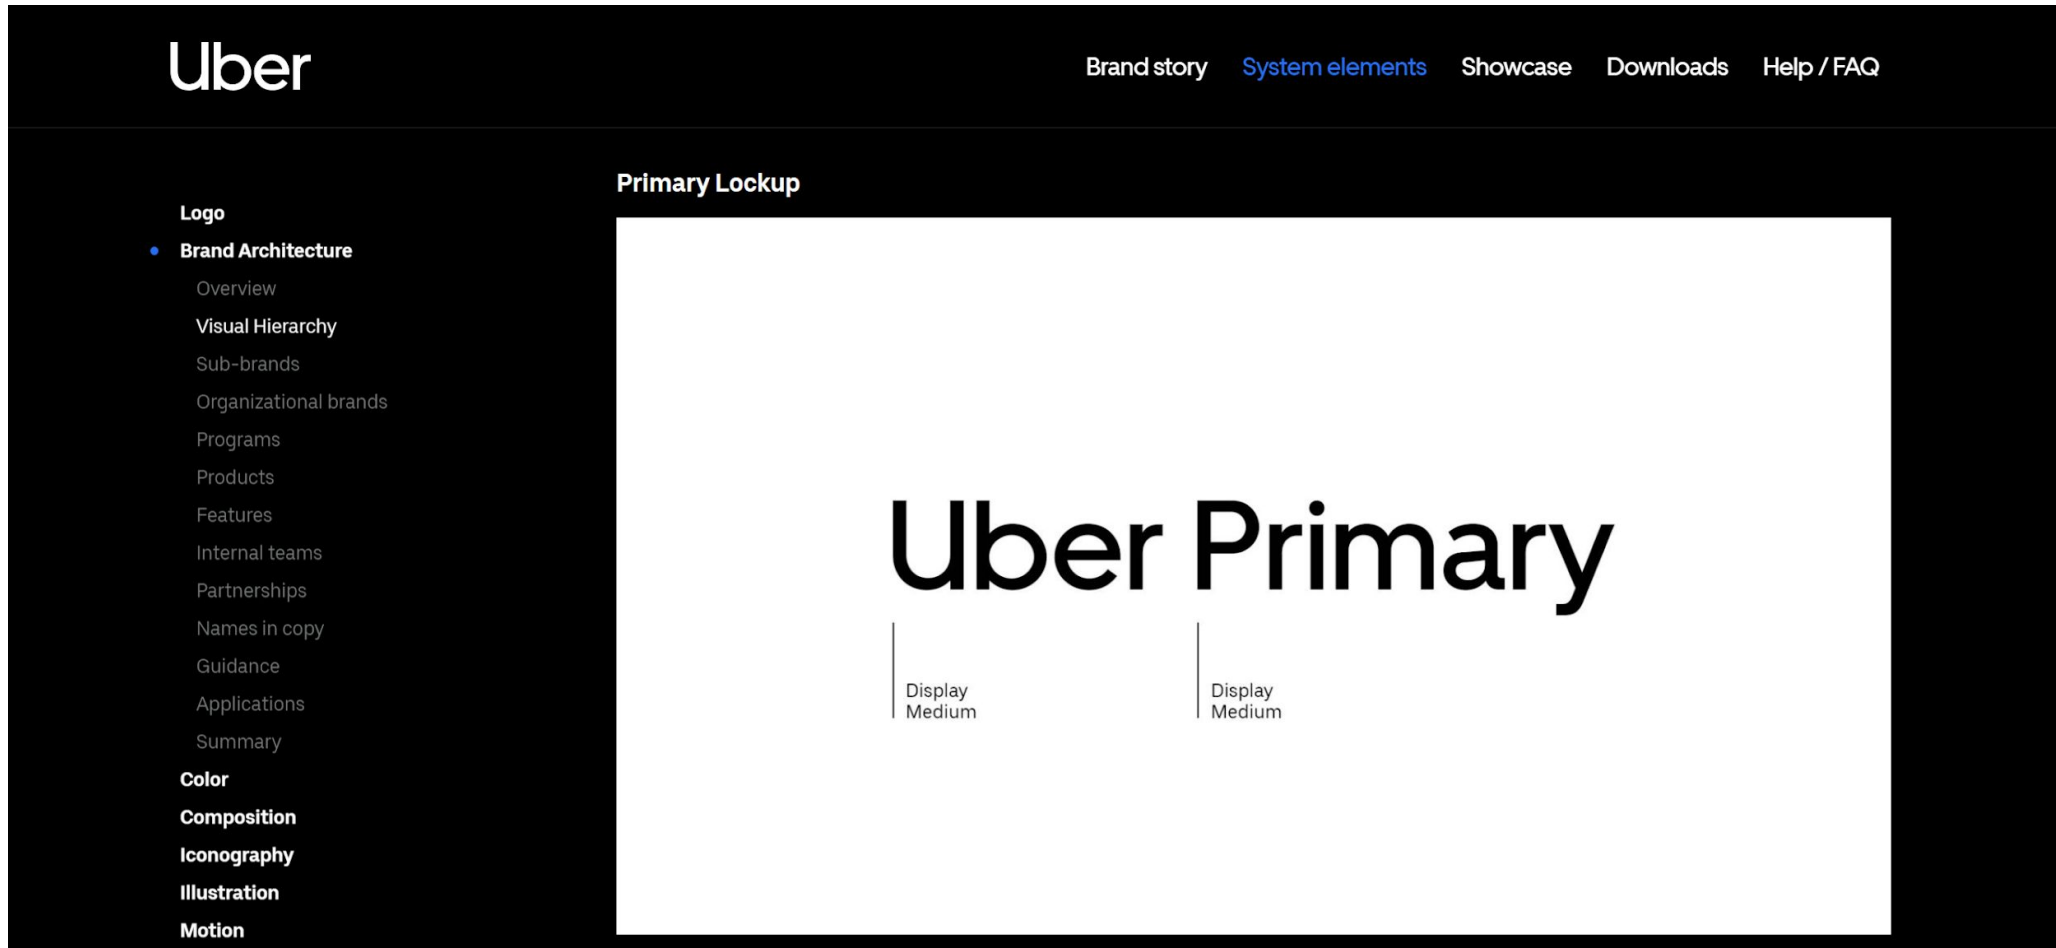 Uber
Brand story System elements Showcase Downloads Help / FAQ
Logo
Brand Architecture
Overview
Visual Hierarchy
Sub-brands
Organizational brands
Programs
Products
Features
Internal teams
Partnerships
Names in copy
Guidance
Applications
Summary
Color
Composition
Iconography
Illustration
Motion
Primary Lockup
Uber Primary
Display
Medium
Display
Medium